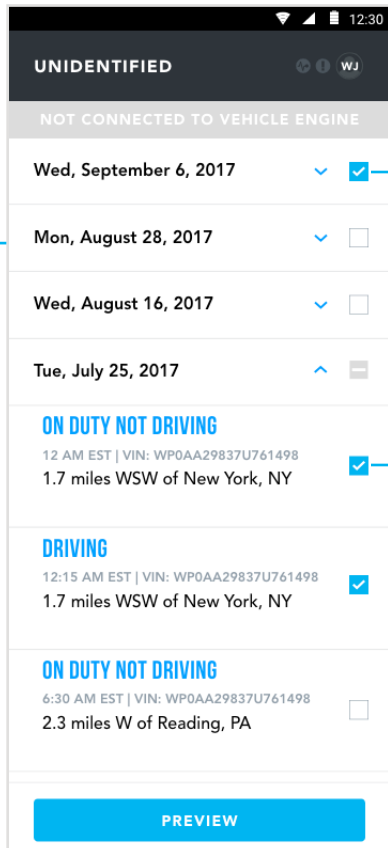 12:30
UNIDENTIFIED
WJ
NOT CONNECTED TO VEHICLE ENGINE
Wed, September 6, 2017
Mon, August 28, 2017
Wed, August 16, 2017
Tue, July 25, 2017
ON DUTY NOT DRIVING
12 AM EST | VIN: WP0AA29837U761498
1.7 miles WSW of New York, NY
DRIVING
12:15 AM EST | VIN: WP0AA29837U761498
1.7 miles WSW of New York, NY
ON DUTY NOT DRIVING
6:30 AM EST | VIN: WP0AA29837U761498
2.3 miles W of Reading, PA
PREVIEW